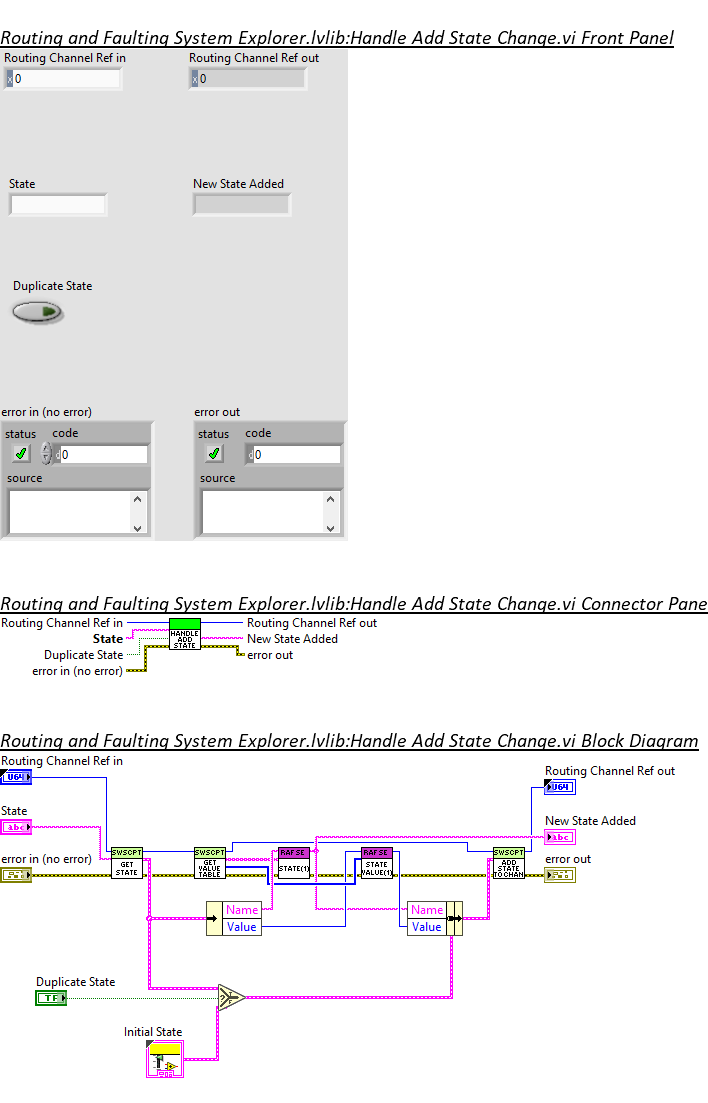 Routing and Faulting System Explorer.lvlib:Handle Add State Change.vi Front Panel
Routing Channel Ref in
Routing Channel Ref out
x 0
x 0
State
New State Added
Duplicate State
error in (no error)
error out
status code
status code
d 0
d 0
source
source
Routing and Faulting System Explorer.lvlib:Handle Add State Change.vi Connector Pane
Routing Channel Ref in
Routing Channel Ref out
State
New State Added
Duplicate State
error in (no error)
error out
HANDLE
ADD
STATE
Routing and Faulting System Explorer.lvlib:Handle Add State Change.vi Block Diagram
Routing Channel Ref in
U64
Routing Channel Ref out
U64
State
abc
New State Added
abc
error in (no error)
error out
SWSCPT
GET
STATE
SWSCPT
GET
VALUE
TABLE
RAFSE
STATE(1)
RAFSE
STATE
VALUE(1)
SWSCPT
ADD
STATE
TO CHAN
Name
Value
Name
Value
Duplicate State
TF
? T F
Initial State